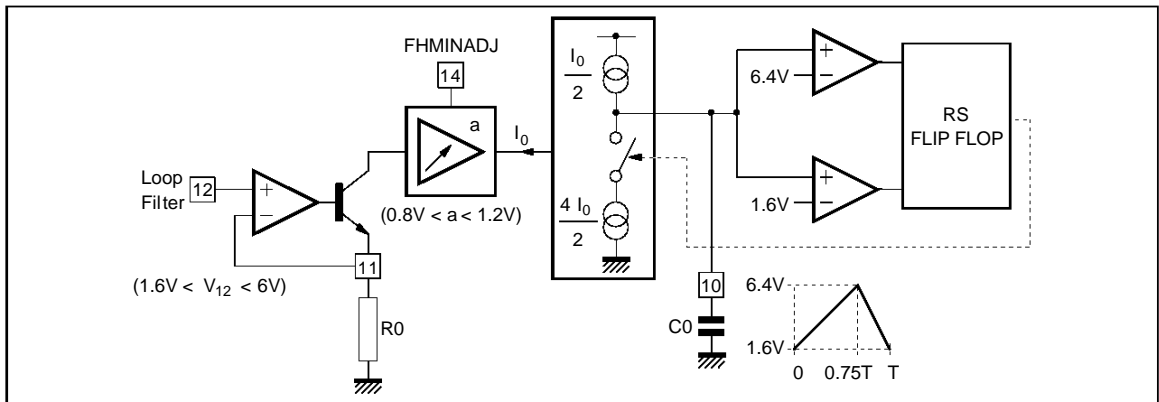 FHMINADJ
14
a
I0
(0.8V < a < 1.2V)
Loop
Filter
12
+
−
11
(1.6V < V12 < 6V)
R0
I0
2
4 I0
2
6.4V
+
−
1.6V
+
−
RS
FLIP FLOP
10
C0
6.4V
1.6V
0
0.75T
T